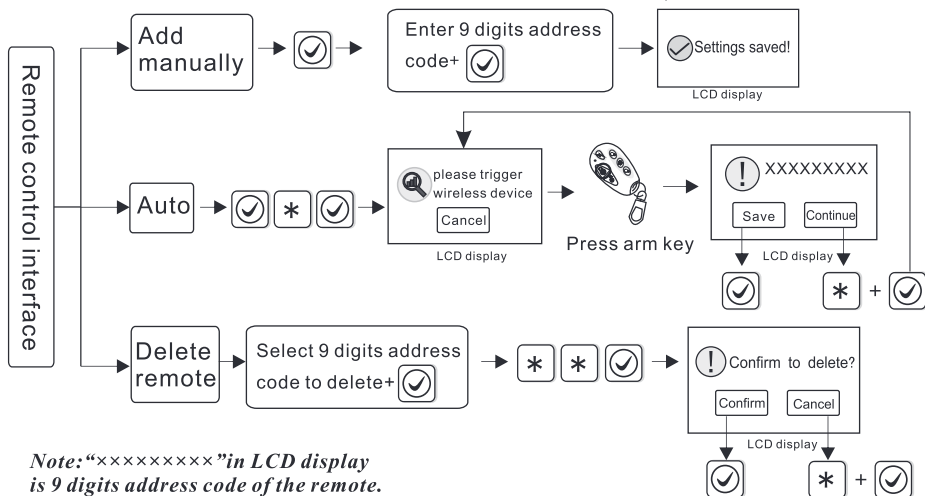 Remote control interface
Add
manually
Enter 9 digits address
code+
Settings saved!
LCD display
Auto
*
please trigger
wireless device
Cancel
LCD display
Press arm key
! XXXXXXXXX
Save
Continue
LCD display
* +
Delete
remote
Select 9 digits address
code to delete+
* *
! Confirm to delete?
Confirm
Cancel
LCD display
* +
Note:“×××××××××”in LCD display
is 9 digits address code of the remote.